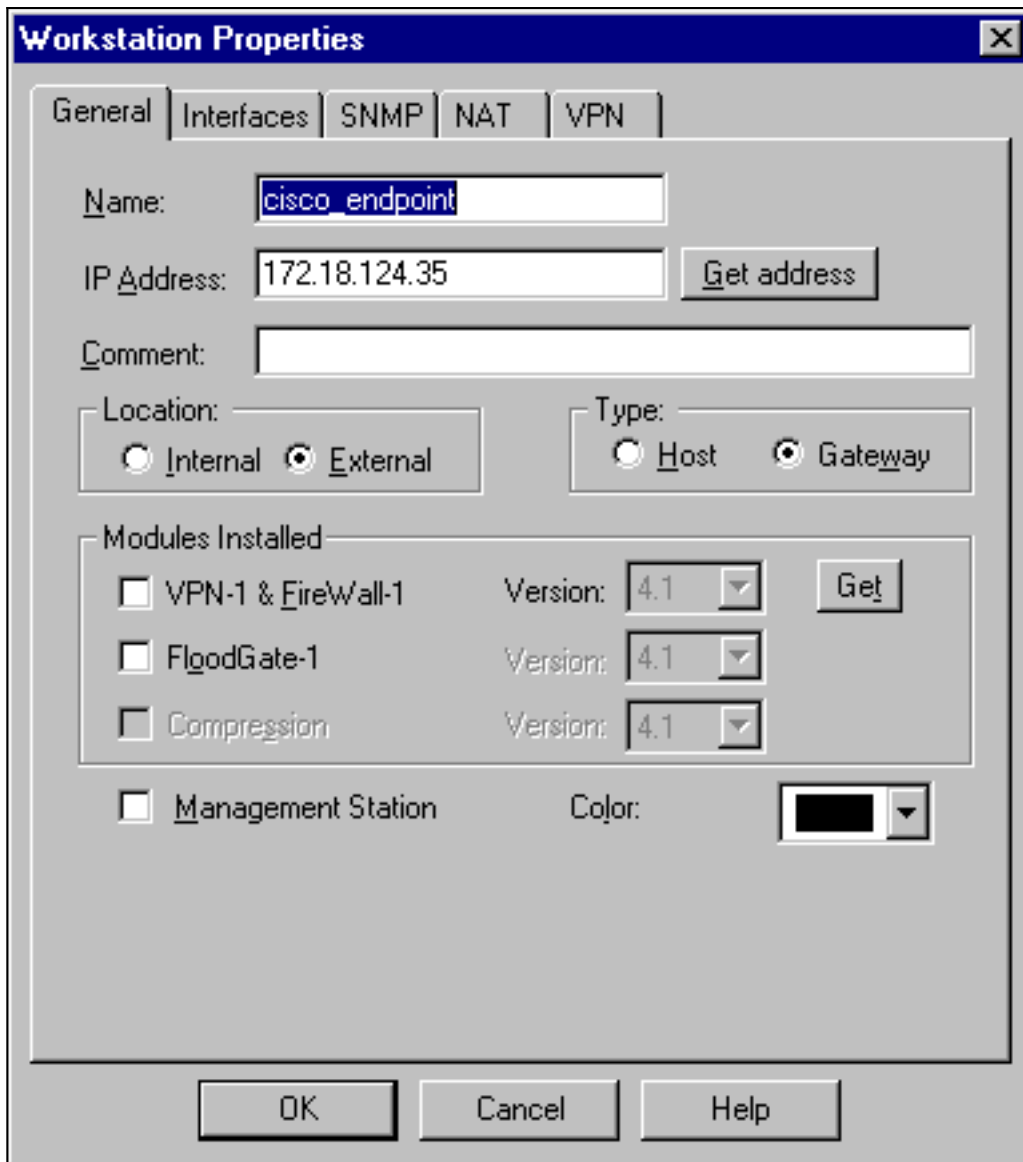 Workstation Properties
General Interfaces SNMP NAT VPN
Name: cisco_endpoint
IP Address: 172.18.124.35 Get address
Comment:
Location: Type:
Internal External Host Gateway
Modules Installed
VPN-1 & FireWall-1 Version: 4.1 Get
FloodGate-1 Version: 4.1
Compression Version: 4.1
Management Station Color:
OK Cancel Help